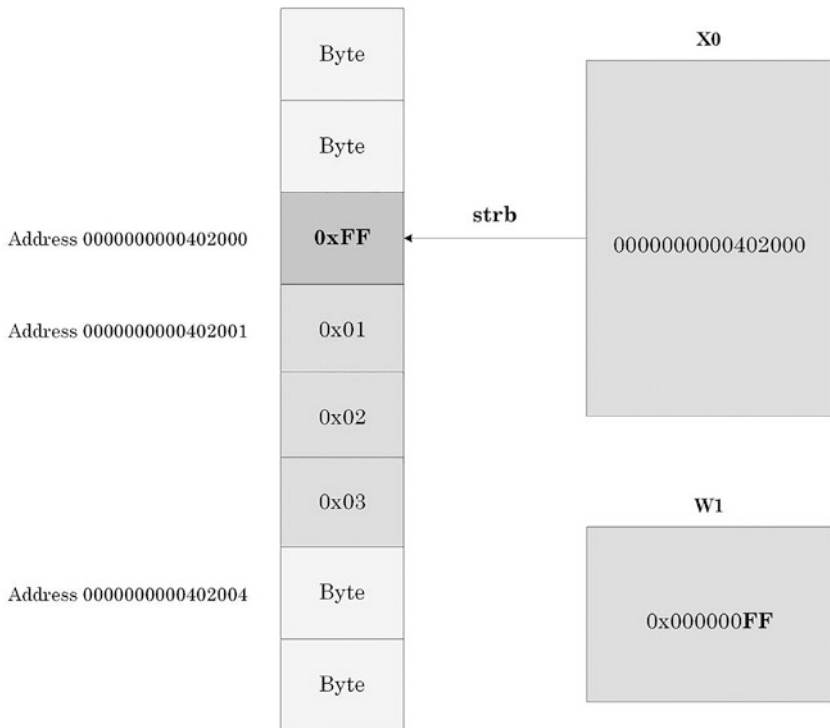 Byte
X0
Byte
Address 0000000000402000
0xFF
strb
0000000000402000
Address 0000000000402001
0x01
0x02
0x03
W1
Address 0000000000402004
Byte
0x000000FF
Byte